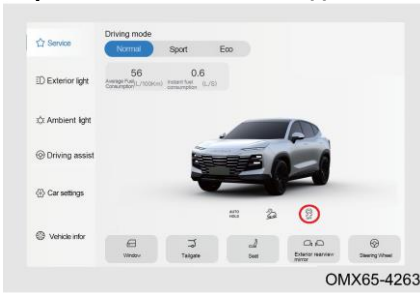 Driving mode
Service
Normal Sport Eco
56 0.6
Average Fuel Consumption (L/100km) Instant fuel consumption (L/S)
Exterior light
Ambient light
Driving assist
Car settings
AUTO HOLD
Vehicle infor
Window Tailgate Seat Exterior rearview mirror Steering Wheel
OMX65-4263